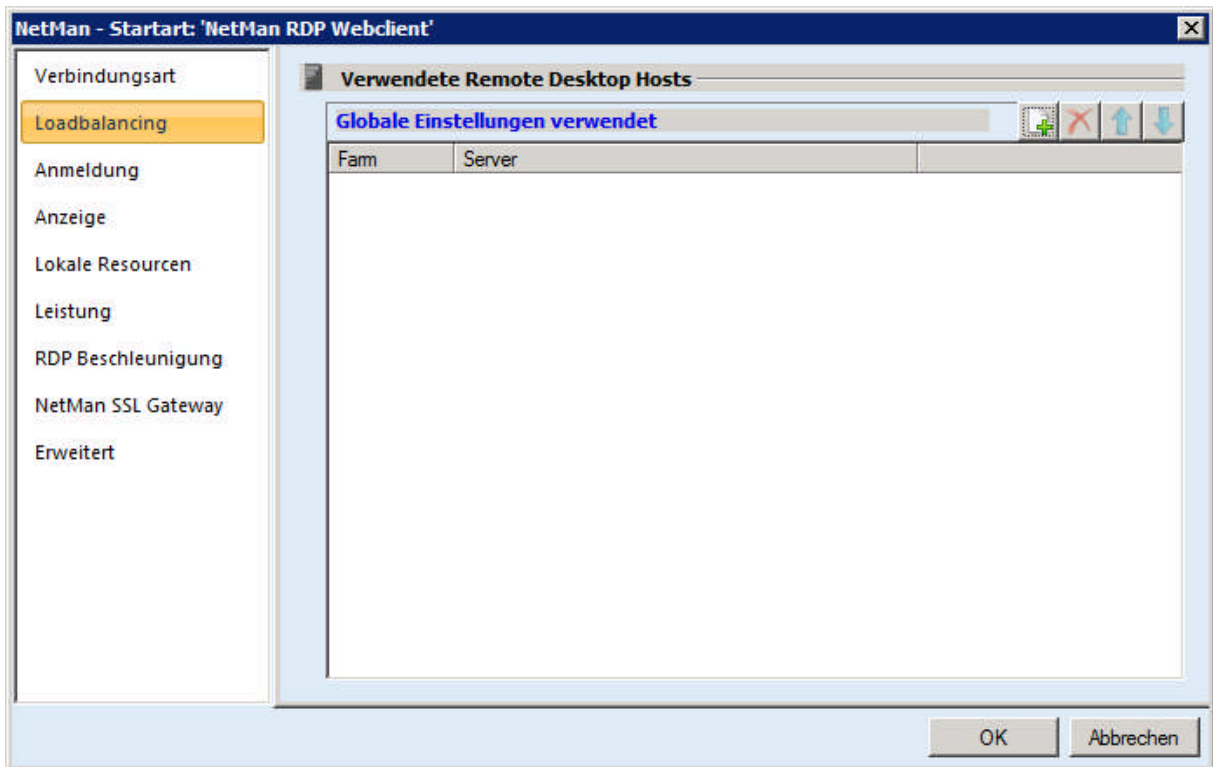 NetMan - Startart: 'NetMan RDP Webclient'
Verbindungsart
Loadbalancing
Anmeldung
Anzeige
Lokale Resourcen
Leistung
RDP Beschleunigung
NetMan SSL Gateway
Erweitert
Verwendete Remote Desktop Hosts
Globale Einstellungen verwendet
Farm Server
OK Abbrechen